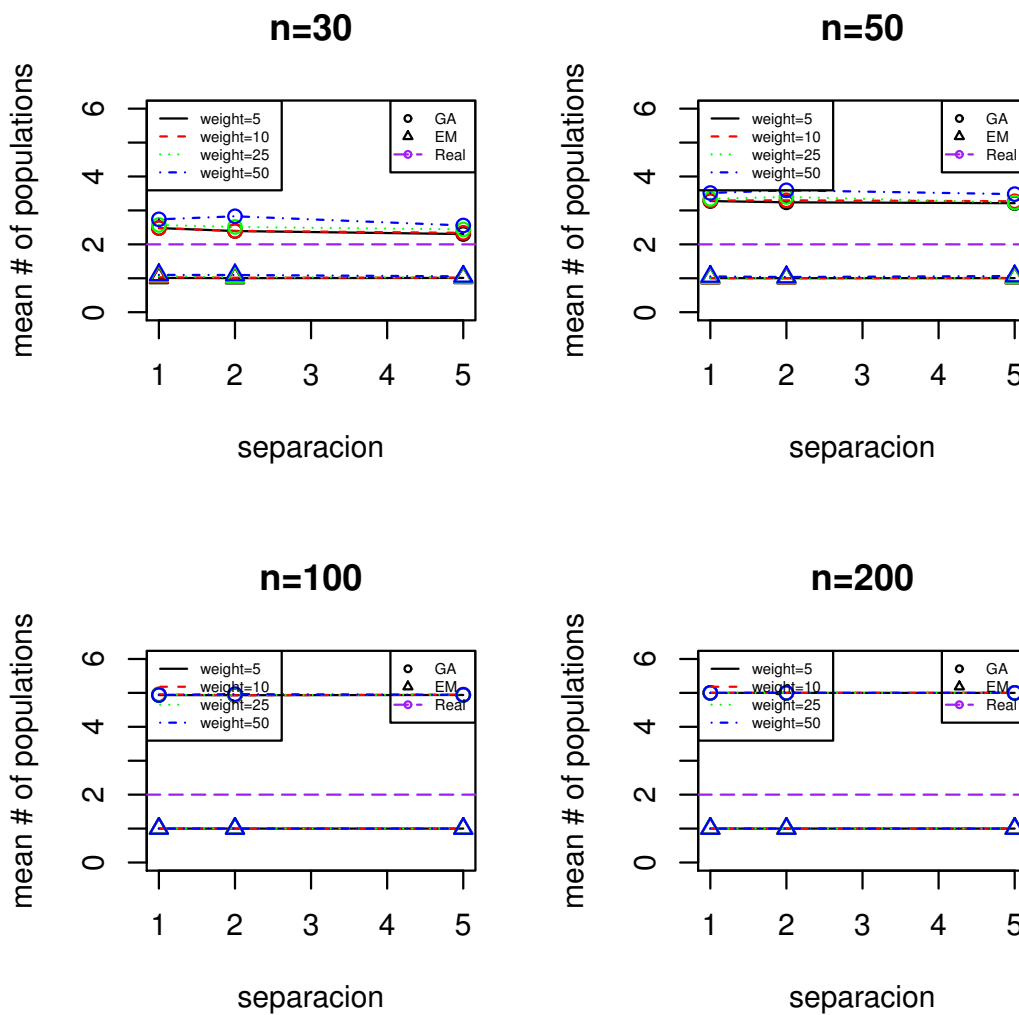 n=30
mean # of populations
6
4
2
0
weight=5
weight=10
weight=25
weight=50
GA
EM
Real
1 2 3 4 5
separacion
n=50
mean # of populations
6
4
2
0
weight=5
weight=10
weight=25
weight=50
GA
EM
Real
1 2 3 4 5
separacion
n=100
mean # of populations
6
4
2
0
weight=5
weight=10
weight=25
weight=50
GA
EM
Real
1 2 3 4 5
separacion
n=200
mean # of populations
6
4
2
0
weight=5
weight=10
weight=25
weight=50
GA
EM
Real
1 2 3 4 5
separacion